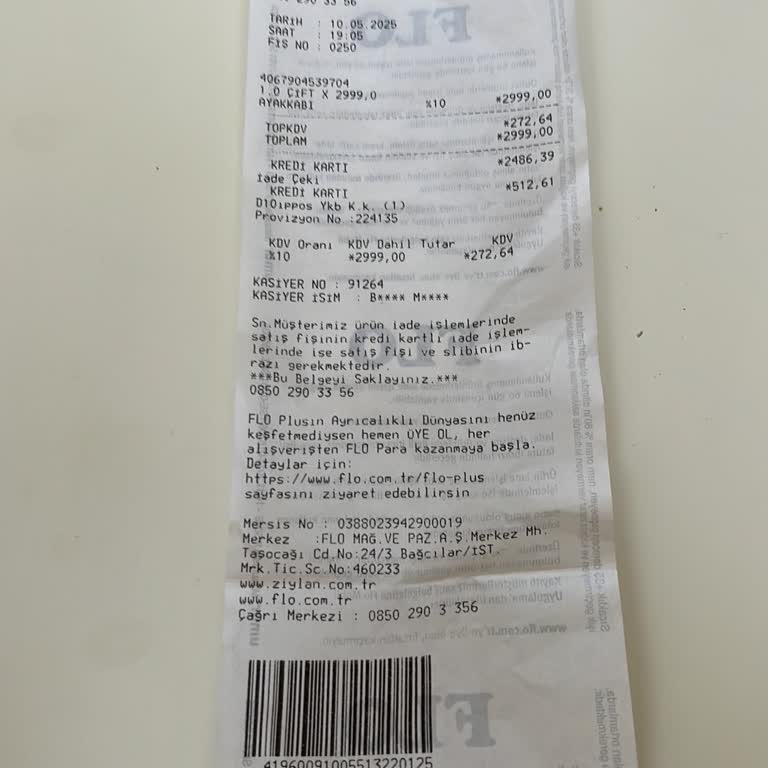 290 33 56
TARİH : 10.05.2025
SAAT : 19:05
FİŞ NO : 0250
4067904539704
1.0 ÇİFT X 2999,0
AYAKKABI %10 *2999,00
TOPKDV *272,64
TOPLAM *2999,00
KREDİ KARTI *2486,39
İade Çeki
KREDİ KARTI *512,61
D10ıppos Ykb K.k. (1)
Provizyon No.:224135
KDV Oranı KDV Dahil Tutar KDV
%10 *2999,00 *272,64
KASİYER NO : 91264
KASİYER İSİM : B**** M****
Sn.Müşterimiz ürün iade işlemlerinde
satış fişinin kredi kartlı iade işlem-
lerinde ise satış fişi ve slibinin ib-
razı gerekmektedir.
***Bu Belgeyi Saklayınız.***
0850 290 33 56
FLO Plusın Ayrıcalıklı Dünyasını henüz
keşfetmediysen hemen ÜYE OL, her
alışverişten FLO Para kazanmaya başla.
Detaylar için:
https://www.flo.com.tr/flo-plus
sayfasını ziyaret edebilirsin
Mersis No : 0388023942900019
Merkez :FLO MAĞ.VE PAZ.A.Ş.Merkez Mh.
Taşocağı Cd.No:24/3 Bağcılar/İST.
Mrk.Tic.Sc.No:460233
www.ziylan.com.tr
www.flo.com.tr
Çağrı Merkezi : 0850 290 3 356
41960091005513220125